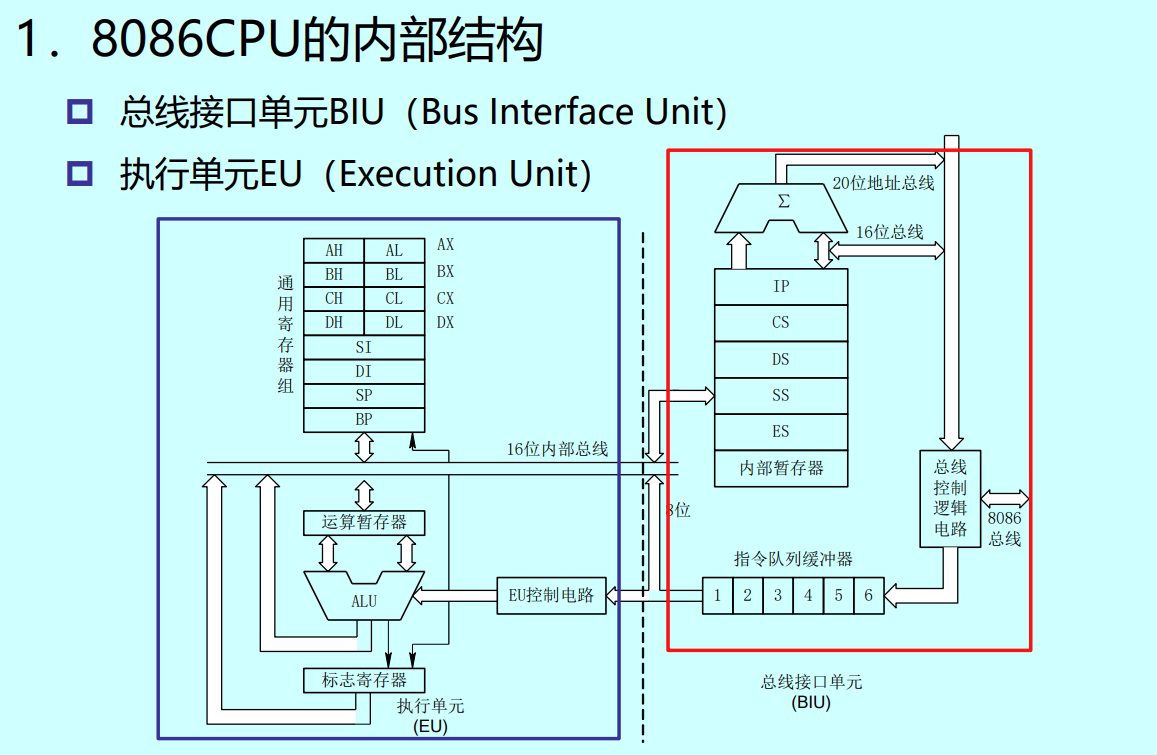 1. 8086CPU的内部结构
总线接口单元BIU（Bus Interface Unit）
执行单元EU（Execution Unit）
通用寄存器组
AH AL AX
BH BL BX
CH CL CX
DH DL DX
SI
DI
SP
BP
16位内部总线
运算暂存器
ALU
EU控制电路
标志寄存器
执行单元
(EU)
Σ
20位地址总线
16位总线
IP
CS
DS
SS
ES
内部暂存器
总线
控制
逻辑
电路
8086
总线
8位
指令队列缓冲器
1 2 3 4 5 6
总线接口单元
(BIU)